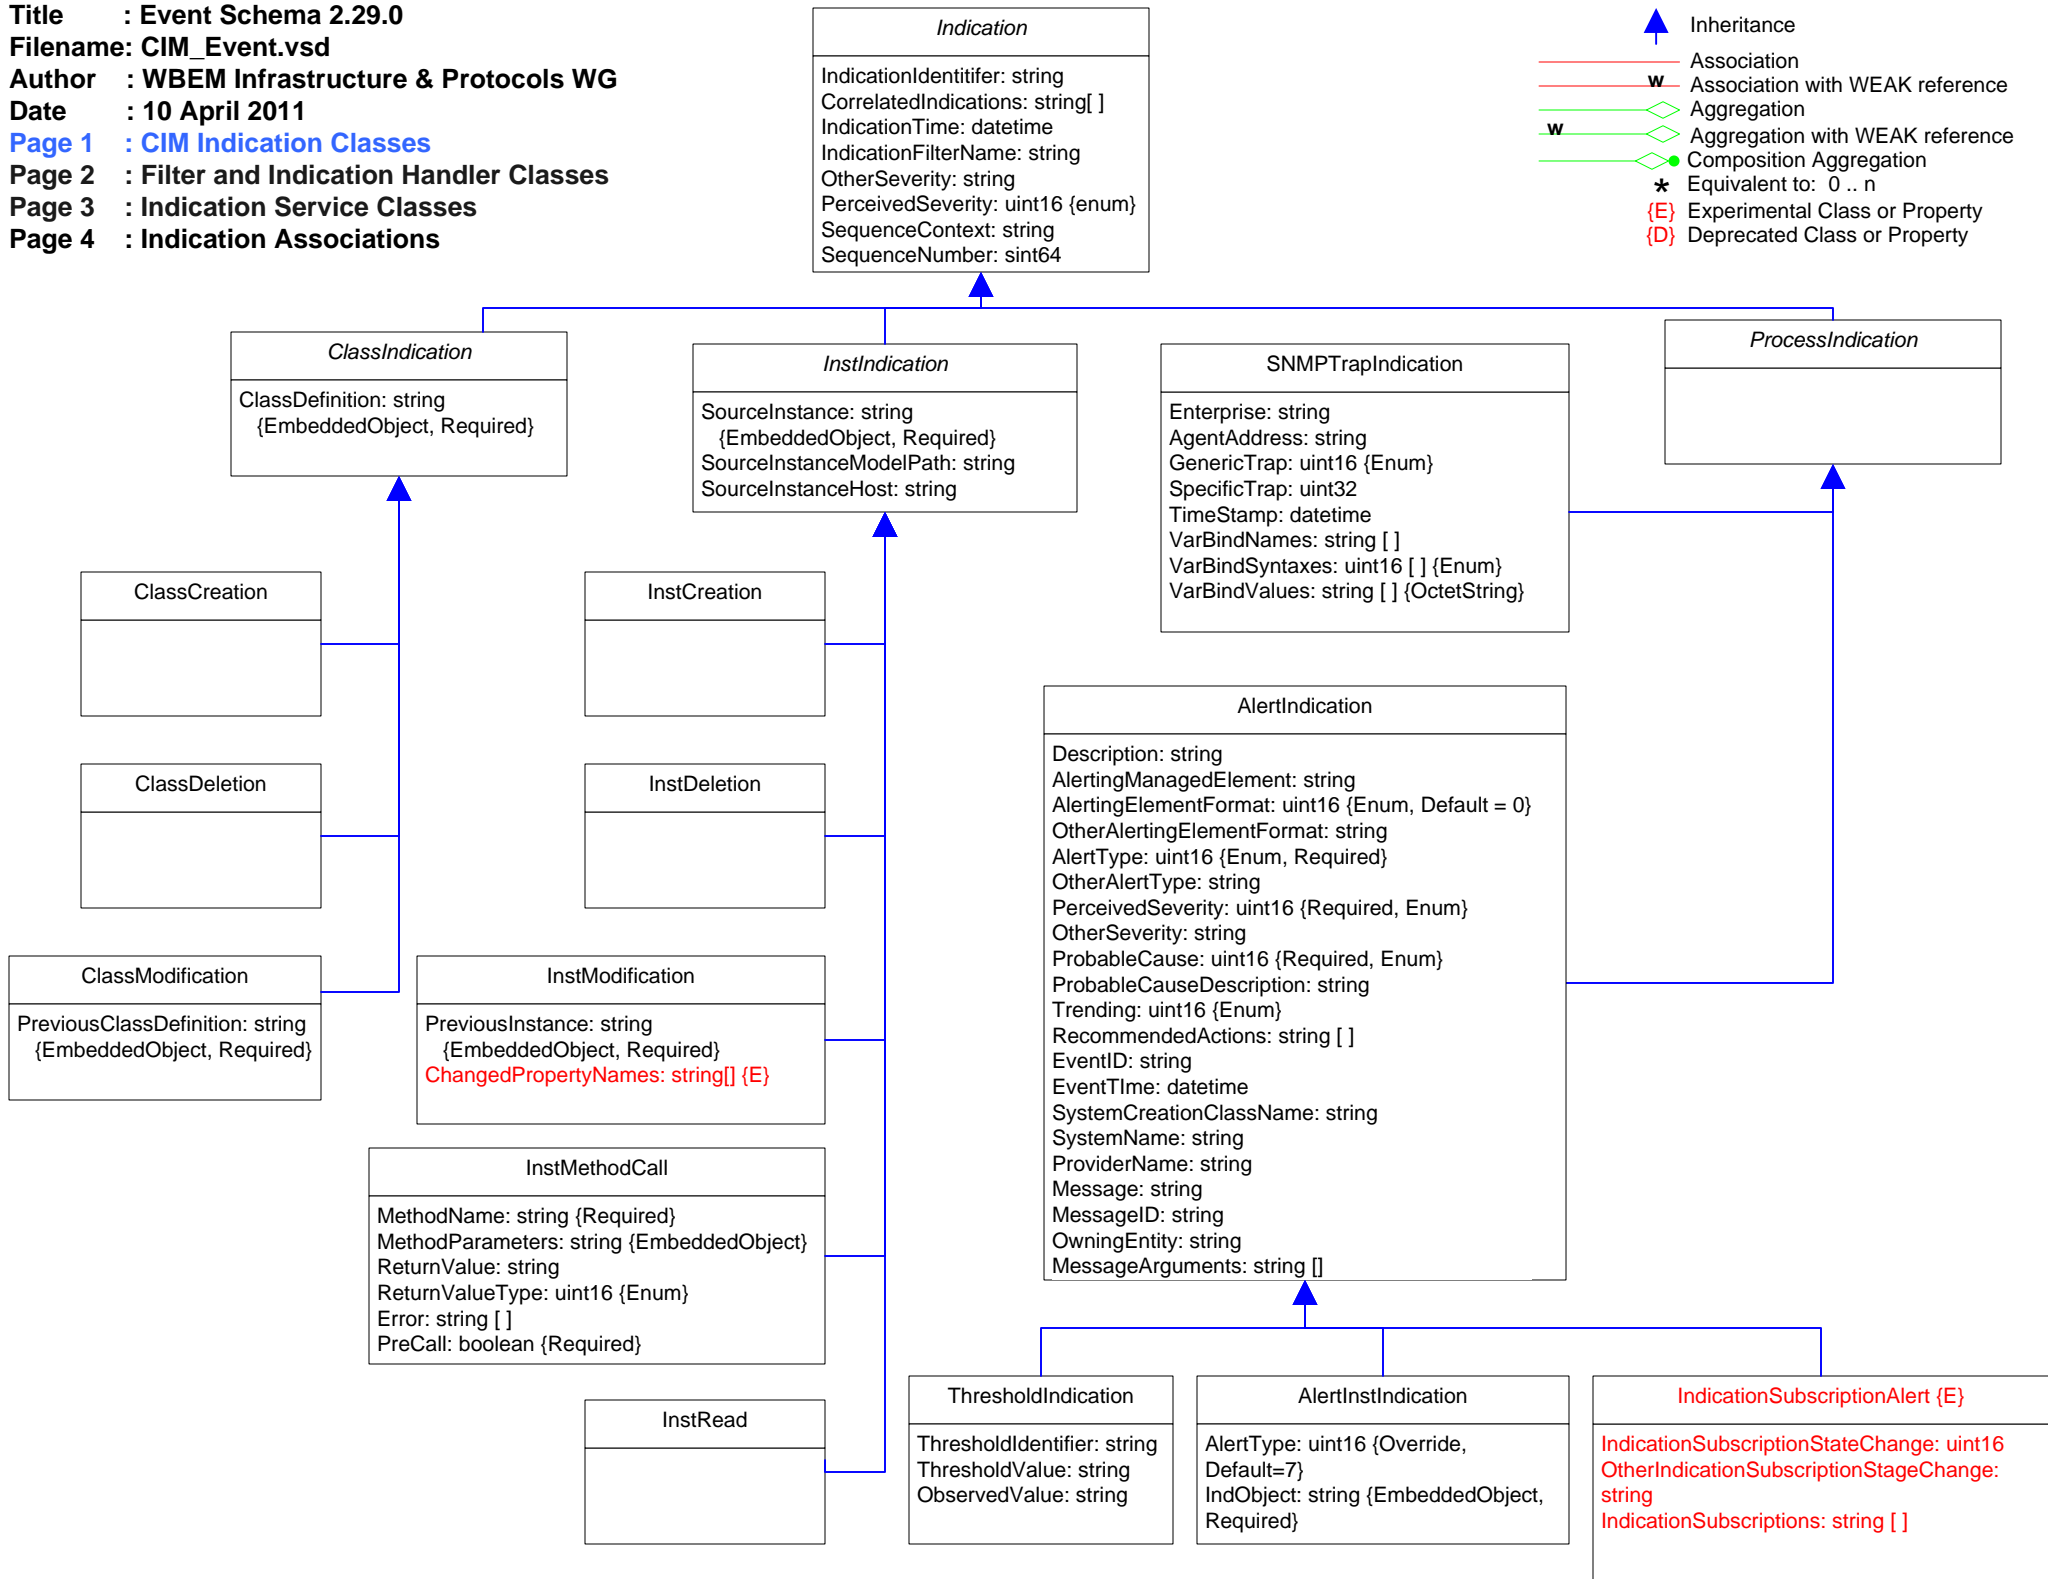 Title : Event Schema 2.29.0
Filename: CIM_Event.vsd
Author : WBEM Infrastructure & Protocols WG
Date : 10 April 2011
Page 1 : CIM Indication Classes
Page 2 : Filter and Indication Handler Classes
Page 3 : Indication Service Classes
Page 4 : Indication Associations
Indication
IndicationIdentitifer: string
CorrelatedIndications: string[ ]
IndicationTime: datetime
IndicationFilterName: string
OtherSeverity: string
PerceivedSeverity: uint16 {enum}
SequenceContext: string
SequenceNumber: sint64
Inheritance
Association
w Association with WEAK reference
Aggregation
w Aggregation with WEAK reference
Composition Aggregation
* Equivalent to: 0 .. n
{E} Experimental Class or Property
{D} Deprecated Class or Property
ClassIndication
ClassDefinition: string
{EmbeddedObject, Required}
InstIndication
SourceInstance: string
{EmbeddedObject, Required}
SourceInstanceModelPath: string
SourceInstanceHost: string
SNMPTrapIndication
Enterprise: string
AgentAddress: string
GenericTrap: uint16 {Enum}
SpecificTrap: uint32
TimeStamp: datetime
VarBindNames: string [ ]
VarBindSyntaxes: uint16 [ ] {Enum}
VarBindValues: string [ ] {OctetString}
ProcessIndication
ClassCreation
InstCreation
ClassDeletion
InstDeletion
ClassModification
PreviousClassDefinition: string
{EmbeddedObject, Required}
InstModification
PreviousInstance: string
{EmbeddedObject, Required}
ChangedPropertyNames: string[] {E}
InstMethodCall
MethodName: string {Required}
MethodParameters: string {EmbeddedObject}
ReturnValue: string
ReturnValueType: uint16 {Enum}
Error: string [ ]
PreCall: boolean {Required}
InstRead
AlertIndication
Description: string
AlertingManagedElement: string
AlertingElementFormat: uint16 {Enum, Default = 0}
OtherAlertingElementFormat: string
AlertType: uint16 {Enum, Required}
OtherAlertType: string
PerceivedSeverity: uint16 {Required, Enum}
OtherSeverity: string
ProbableCause: uint16 {Required, Enum}
ProbableCauseDescription: string
Trending: uint16 {Enum}
RecommendedActions: string [ ]
EventID: string
EventTIme: datetime
SystemCreationClassName: string
SystemName: string
ProviderName: string
Message: string
MessageID: string
OwningEntity: string
MessageArguments: string []
ThresholdIndication
ThresholdIdentifier: string
ThresholdValue: string
ObservedValue: string
AlertInstIndication
AlertType: uint16 {Override,
Default=7}
IndObject: string {EmbeddedObject,
Required}
IndicationSubscriptionAlert {E}
IndicationSubscriptionStateChange: uint16
OtherIndicationSubscriptionStageChange:
string
IndicationSubscriptions: string [ ]